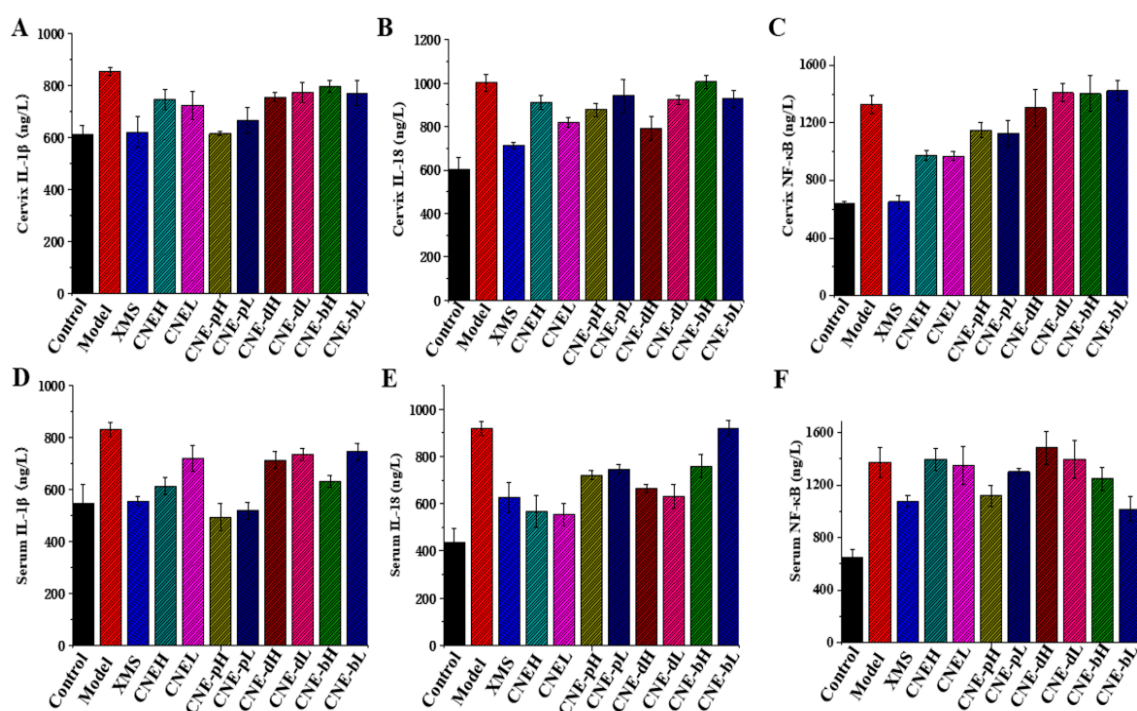 A
Cervix IL-1β (ng/L)
1000
800
600
400
200
0
Control
Model
XMS
CNEH
CNEL
CNE-pH
CNE-pL
CNE-dH
CNE-dL
CNE-bH
CNE-bL
B
Cervix IL-18 (ng/L)
1200
1000
800
600
400
200
0
Control
Model
XMS
CNEH
CNEL
CNE-pH
CNE-pL
CNE-dH
CNE-dL
CNE-bH
CNE-bL
C
Cervix NF-κB (ng/L)
1600
1200
800
400
0
Control
Model
XMS
CNEH
CNEL
CNE-pH
CNE-pL
CNE-dH
CNE-dL
CNE-bH
CNE-bL
D
Serum IL-1β (ng/L)
1000
800
600
400
200
0
Control
Model
XMS
CNEH
CNEL
CNE-pH
CNE-pL
CNE-dH
CNE-dL
CNE-bH
CNE-bL
E
Serum IL-18 (ng/L)
1000
800
600
400
200
0
Control
Model
XMS
CNEH
CNEL
CNE-pH
CNE-pL
CNE-dH
CNE-dL
CNE-bH
CNE-bL
F
Serum NF-κB (ng/L)
1600
1200
800
400
0
Control
Model
XMS
CNEH
CNEL
CNE-pH
CNE-pL
CNE-dH
CNE-dL
CNE-bH
CNE-bL